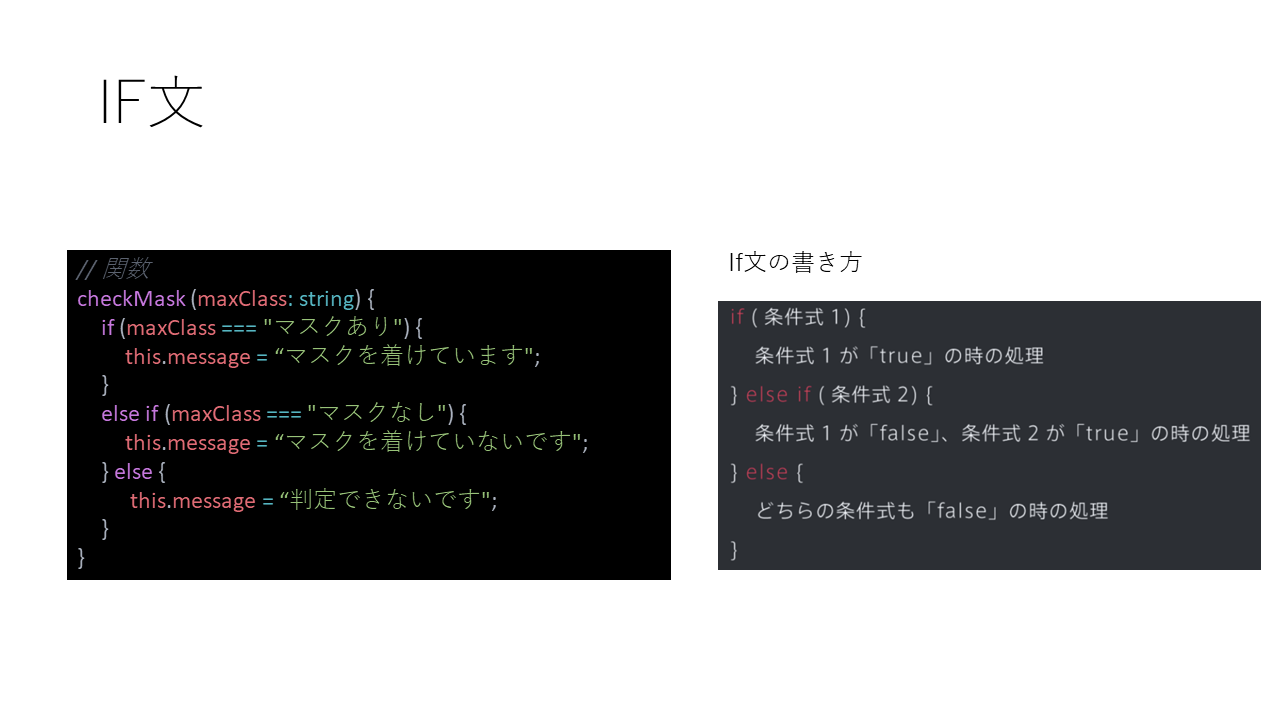 IF文
// 関数
checkMask (maxClass: string) {
if (maxClass === "マスクあり") {
this.message = “マスクを着けています";
}
else if (maxClass === "マスクなし") {
this.message = “マスクを着けていないです";
} else {
this.message = “判定できないです";
}
}
If文の書き方
if ( 条件式 1) {
条件式 1 が「true」の時の処理
} else if ( 条件式 2) {
条件式 1 が「false」、条件式 2 が「true」の時の処理
} else {
どちらの条件式も「false」の時の処理
}